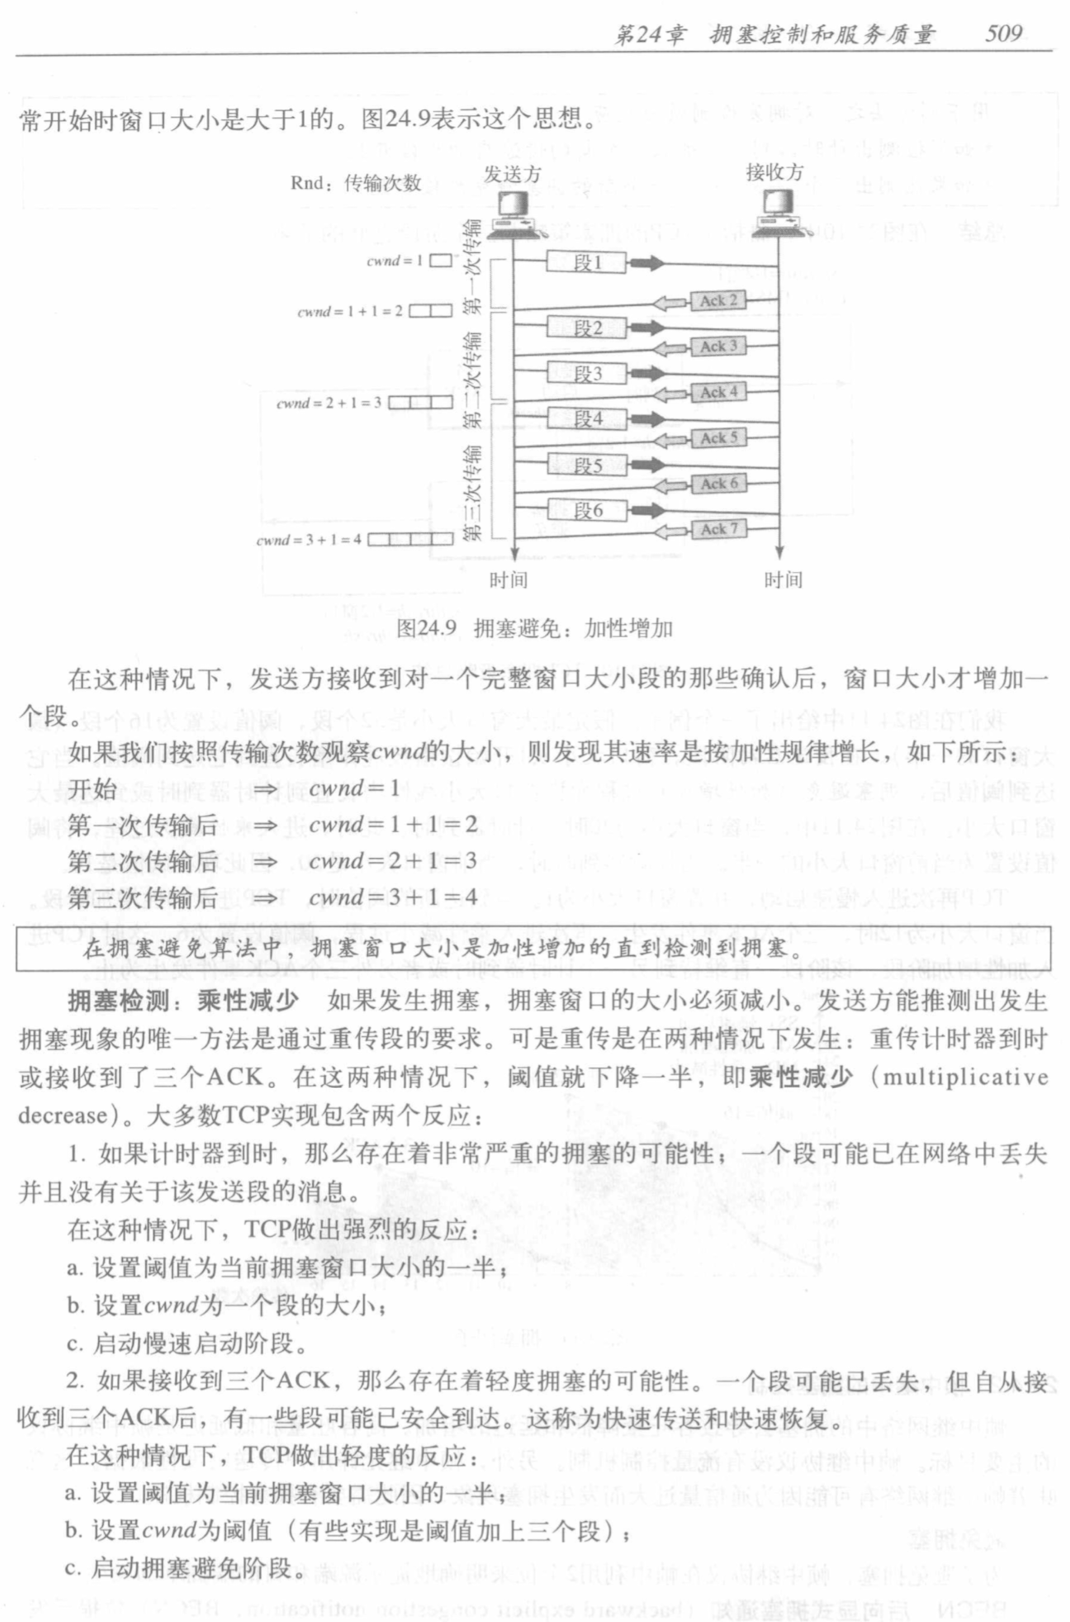 第24章 拥塞控制和服务质量 509
常开始时窗口大小是大于1的。图24.9表示这个思想。
Rnd：传输次数
发送方
接收方
第一次传输
第二次传输
第三次传输
cwnd = 1
段1
Ack 2
cwnd = 1 + 1 = 2
段2
Ack 3
段3
Ack 4
cwnd = 2 + 1 = 3
段4
Ack 5
段5
Ack 6
段6
Ack 7
cwnd = 3 + 1 = 4
时间
时间
图24.9 拥塞避免：加性增加
在这种情况下，发送方接收到对一个完整窗口大小段的那些确认后，窗口大小才增加一
个段。
如果我们按照传输次数观察cwnd的大小，则发现其速率是按加性规律增长，如下所示：
开始 ⇒ cwnd = 1
第一次传输后 ⇒ cwnd = 1 + 1 = 2
第二次传输后 ⇒ cwnd = 2 + 1 = 3
第三次传输后 ⇒ cwnd = 3 + 1 = 4
在拥塞避免算法中，拥塞窗口大小是加性增加的直到检测到拥塞。
拥塞检测：乘性减少 如果发生拥塞，拥塞窗口的大小必须减小。发送方能推测出发生
拥塞现象的唯一方法是通过重传段的要求。可是重传是在两种情况下发生：重传计时器到时
或接收到了三个ACK。在这两种情况下，阈值就下降一半，即乘性减少（multiplicative
decrease）。大多数TCP实现包含两个反应：
1. 如果计时器到时，那么存在着非常严重的拥塞的可能性；一个段可能已在网络中丢失
并且没有关于该发送段的消息。
在这种情况下，TCP做出强烈的反应：
a. 设置阈值为当前拥塞窗口大小的一半；
b. 设置cwnd为一个段的大小；
c. 启动慢速启动阶段。
2. 如果接收到三个ACK，那么存在着轻度拥塞的可能性。一个段可能已丢失，但自从接
收到三个ACK后，有一些段可能已安全到达。这称为快速传送和快速恢复。
在这种情况下，TCP做出轻度的反应：
a. 设置阈值为当前拥塞窗口大小的一半；
b. 设置cwnd为阈值（有些实现是阈值加上三个段）；
c. 启动拥塞避免阶段。